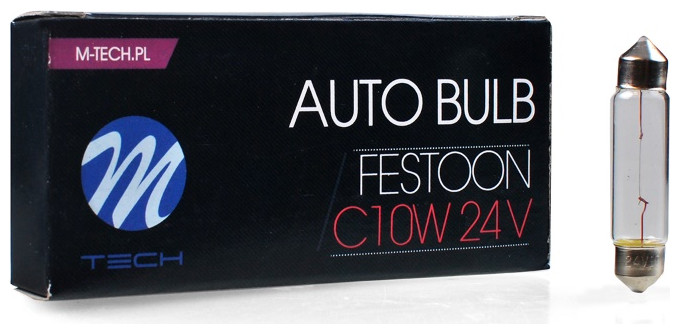 M-TECH.PL
AUTO BULB
FESTOON
C10W 24V
M
TECH